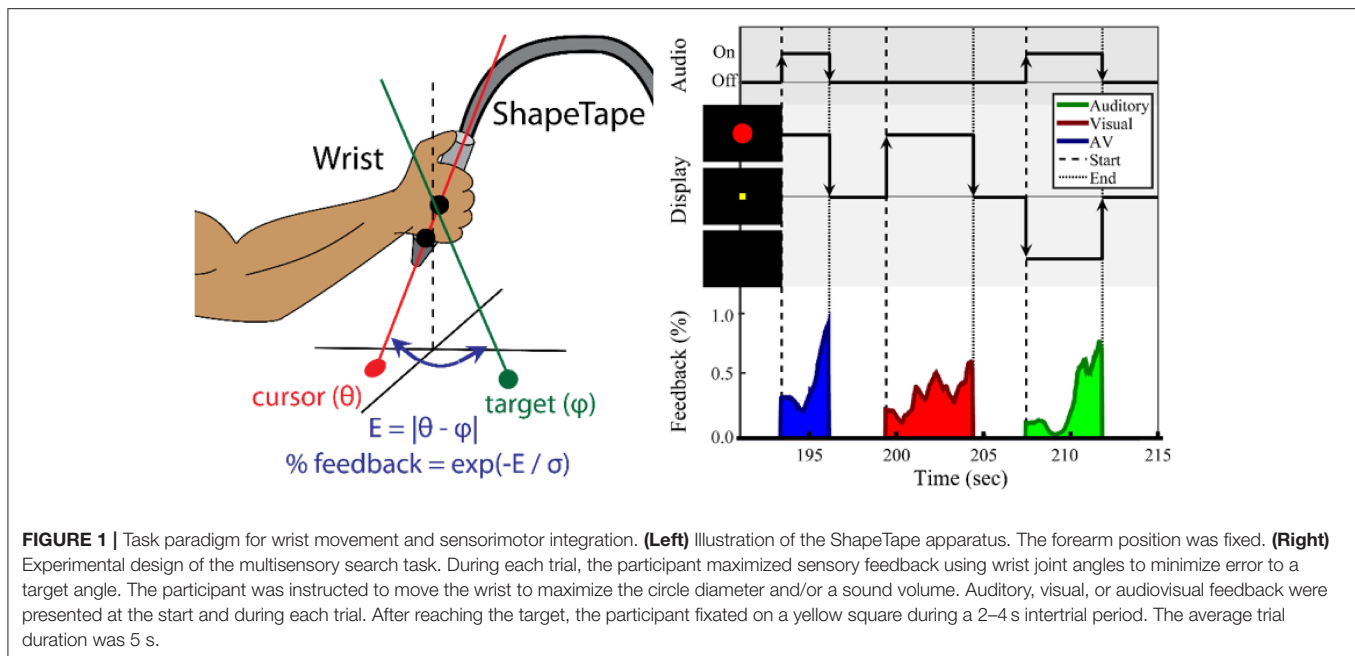 ShapeTape
Wrist
cursor (θ)
target (φ)
E = |θ - φ|
% feedback = exp(-E / σ)
Audio
On
Off
Auditory
Visual
AV
Start
End
Display
Feedback (%)
1.0
0.5
0.0
195
200
205
210
215
Time (sec)
FIGURE 1 | Task paradigm for wrist movement and sensorimotor integration. (Left) Illustration of the ShapeTape apparatus. The forearm position was fixed. (Right)
Experimental design of the multisensory search task. During each trial, the participant maximized sensory feedback using wrist joint angles to minimize error to a
target angle. The participant was instructed to move the wrist to maximize the circle diameter and/or a sound volume. Auditory, visual, or audiovisual feedback were
presented at the start and during each trial. After reaching the target, the participant fixated on a yellow square during a 2–4 s intertrial period. The average trial
duration was 5 s.